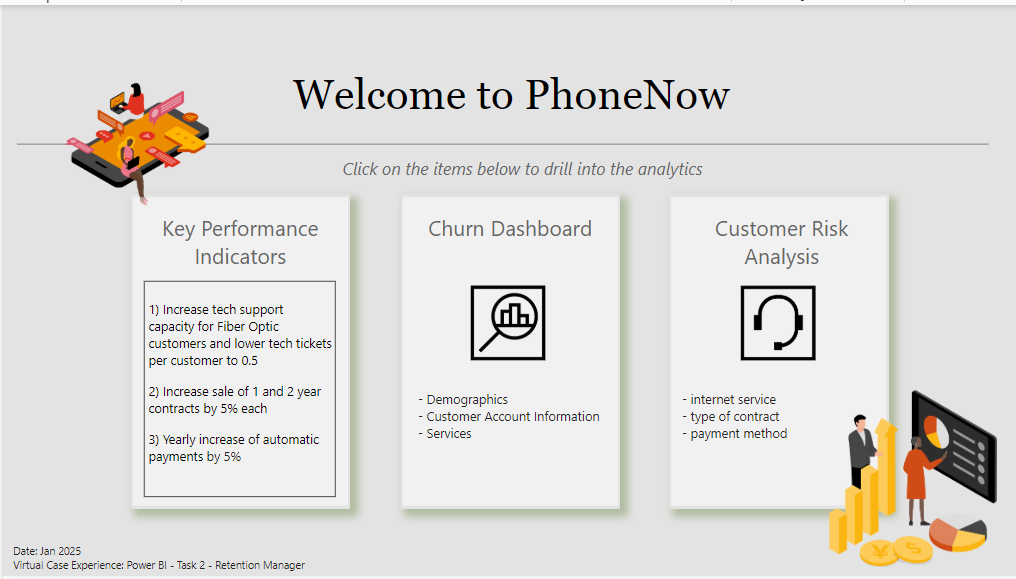 Welcome to PhoneNow
Click on the items below to drill into the analytics
Key Performance
Indicators
1) Increase tech support
capacity for Fiber Optic
customers and lower tech tickets
per customer to 0.5
2) Increase sale of 1 and 2 year
contracts by 5% each
3) Yearly increase of automatic
payments by 5%
Churn Dashboard
- Demographics
- Customer Account Information
- Services
Customer Risk
Analysis
- internet service
- type of contract
- payment method
¥
$
Date: Jan 2025
Virtual Case Experience: Power BI - Task 2 - Retention Manager